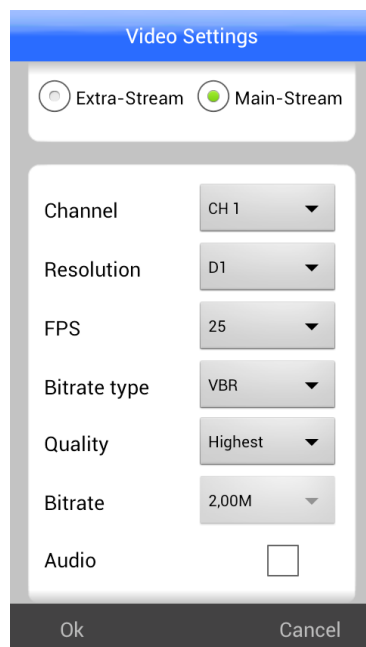 Video Settings
Extra-Stream Main-Stream
Channel CH 1
Resolution D1
FPS 25
Bitrate type VBR
Quality Highest
Bitrate 2,00M
Audio
Ok Cancel